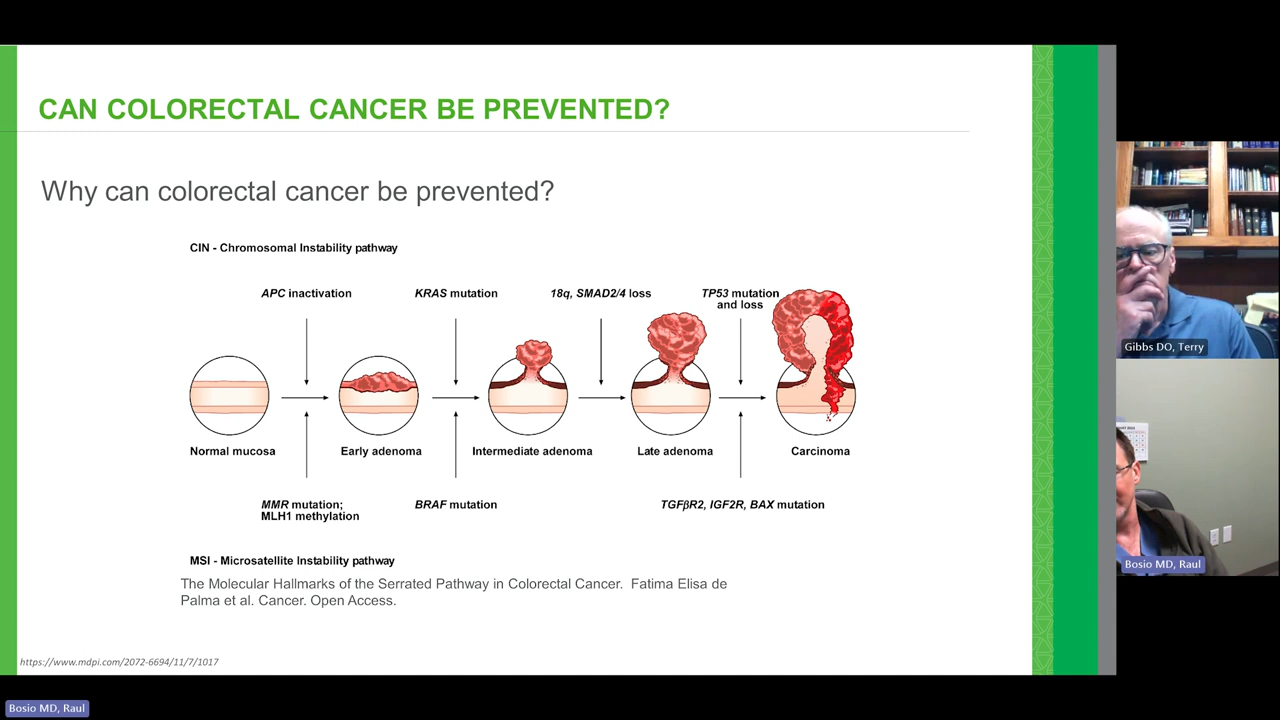 CAN COLORECTAL CANCER BE PREVENTED?
Why can colorectal cancer be prevented?
CIN - Chromosomal Instability pathway
APC inactivation
KRAS mutation
18q, SMAD2/4 loss
TP53 mutation
and loss
Normal mucosa
Early adenoma
Intermediate adenoma
Late adenoma
Carcinoma
MMR mutation;
MLH1 methylation
BRAF mutation
TGFβR2, IGF2R, BAX mutation
MSI - Microsatellite Instability pathway
The Molecular Hallmarks of the Serrated Pathway in Colorectal Cancer. Fatima Elisa de
Palma et al. Cancer. Open Access.
https://www.mdpi.com/2072-6694/11/7/1017
Gibbs DO, Terry
Bosio MD, Raul
Bosio MD, Raul